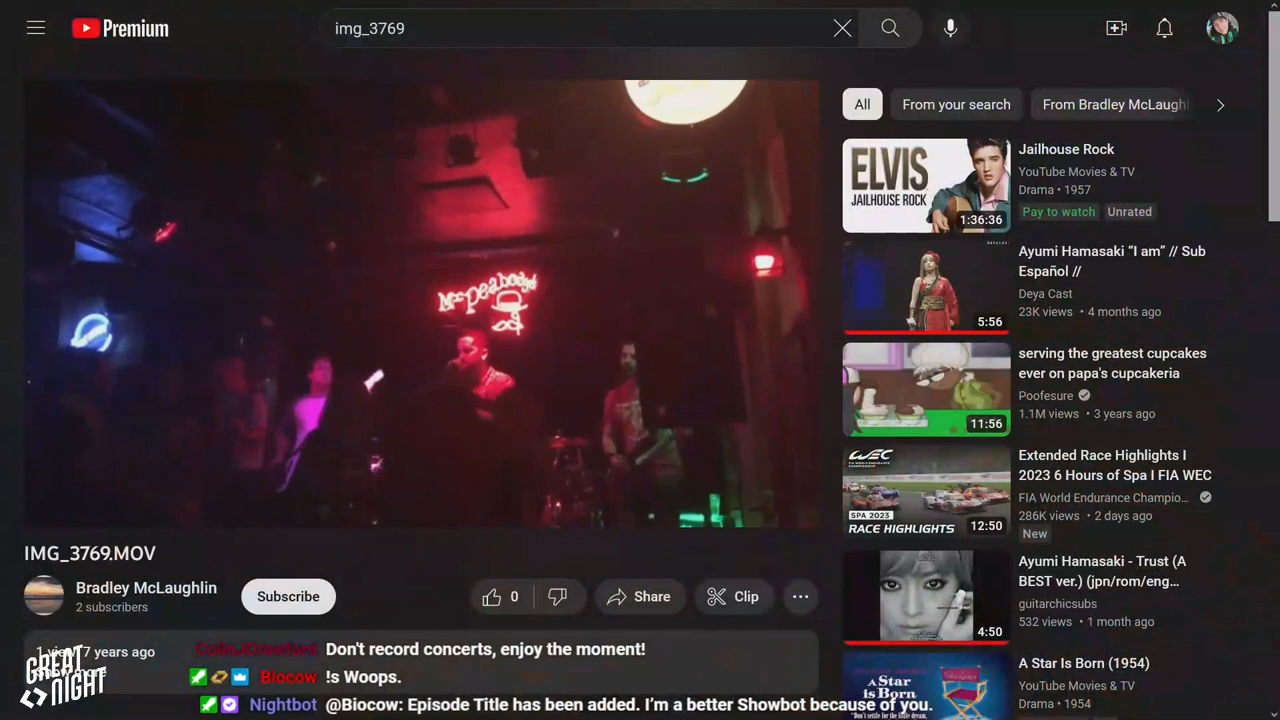 Premium
img_3769
Mr. peabodys
IMG_3769.MOV
Bradley McLaughlin
2 subscribers
Subscribe
0
Share
Clip
7 years ago
ColinJCrawford Don't record concerts, enjoy the moment!
Biocow !s Woops.
Nightbot @Biocow: Episode Title has been added. I'm a better Showbot because of you.
GREAT
NIGHT
All
From your search
From Bradley McLaughl
ELVIS
JAILHOUSE ROCK
1:36:36
Jailhouse Rock
YouTube Movies & TV
Drama • 1957
Pay to watch
Unrated
5:56
Ayumi Hamasaki “I am” // Sub
Español //
Deya Cast
23K views • 4 months ago
11:56
serving the greatest cupcakes
ever on papa's cupcakeria
Poofesure
1.1M views • 3 years ago
WEC
SPA 2023
RACE HIGHLIGHTS
12:50
Extended Race Highlights I
2023 6 Hours of Spa I FIA WEC
FIA World Endurance Champio...
286K views • 2 days ago
New
4:50
Ayumi Hamasaki - Trust (A
BEST ver.) (jpn/rom/eng...
guitarchicsubs
532 views • 1 month ago
A
Star is
Born
A Star Is Born (1954)
YouTube Movies & TV
Drama • 1954